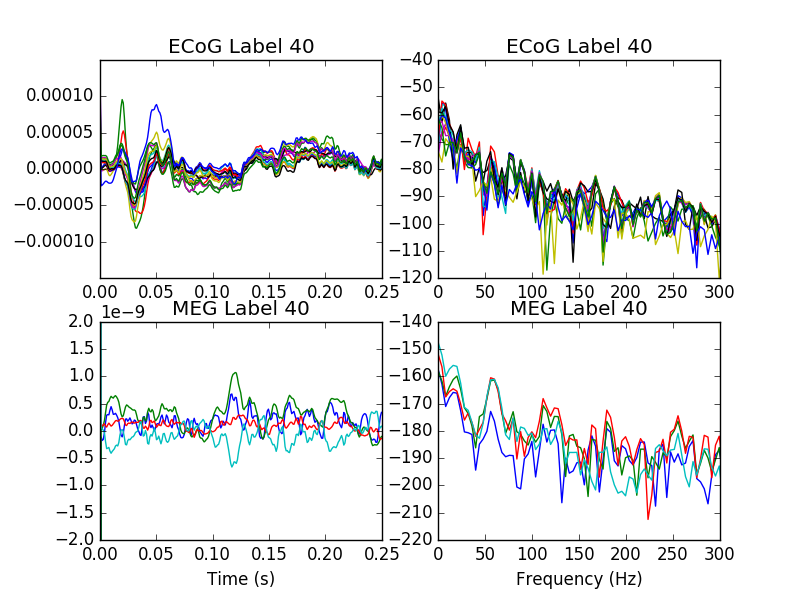 ECoG Label 40
0.00010
0.00005
0.00000
−0.00005
−0.00010
0.00 0.05 0.10 0.15 0.20 0.25
ECoG Label 40
−40
−50
−60
−70
−80
−90
−100
−110
−120
0 50 100 150 200 250 300
MEG Label 40
1e−9
2.0
1.5
1.0
0.5
0.0
−0.5
−1.0
−1.5
−2.0
0.00 0.05 0.10 0.15 0.20 0.25
Time (s)
MEG Label 40
−140
−150
−160
−170
−180
−190
−200
−210
−220
0 50 100 150 200 250 300
Frequency (Hz)